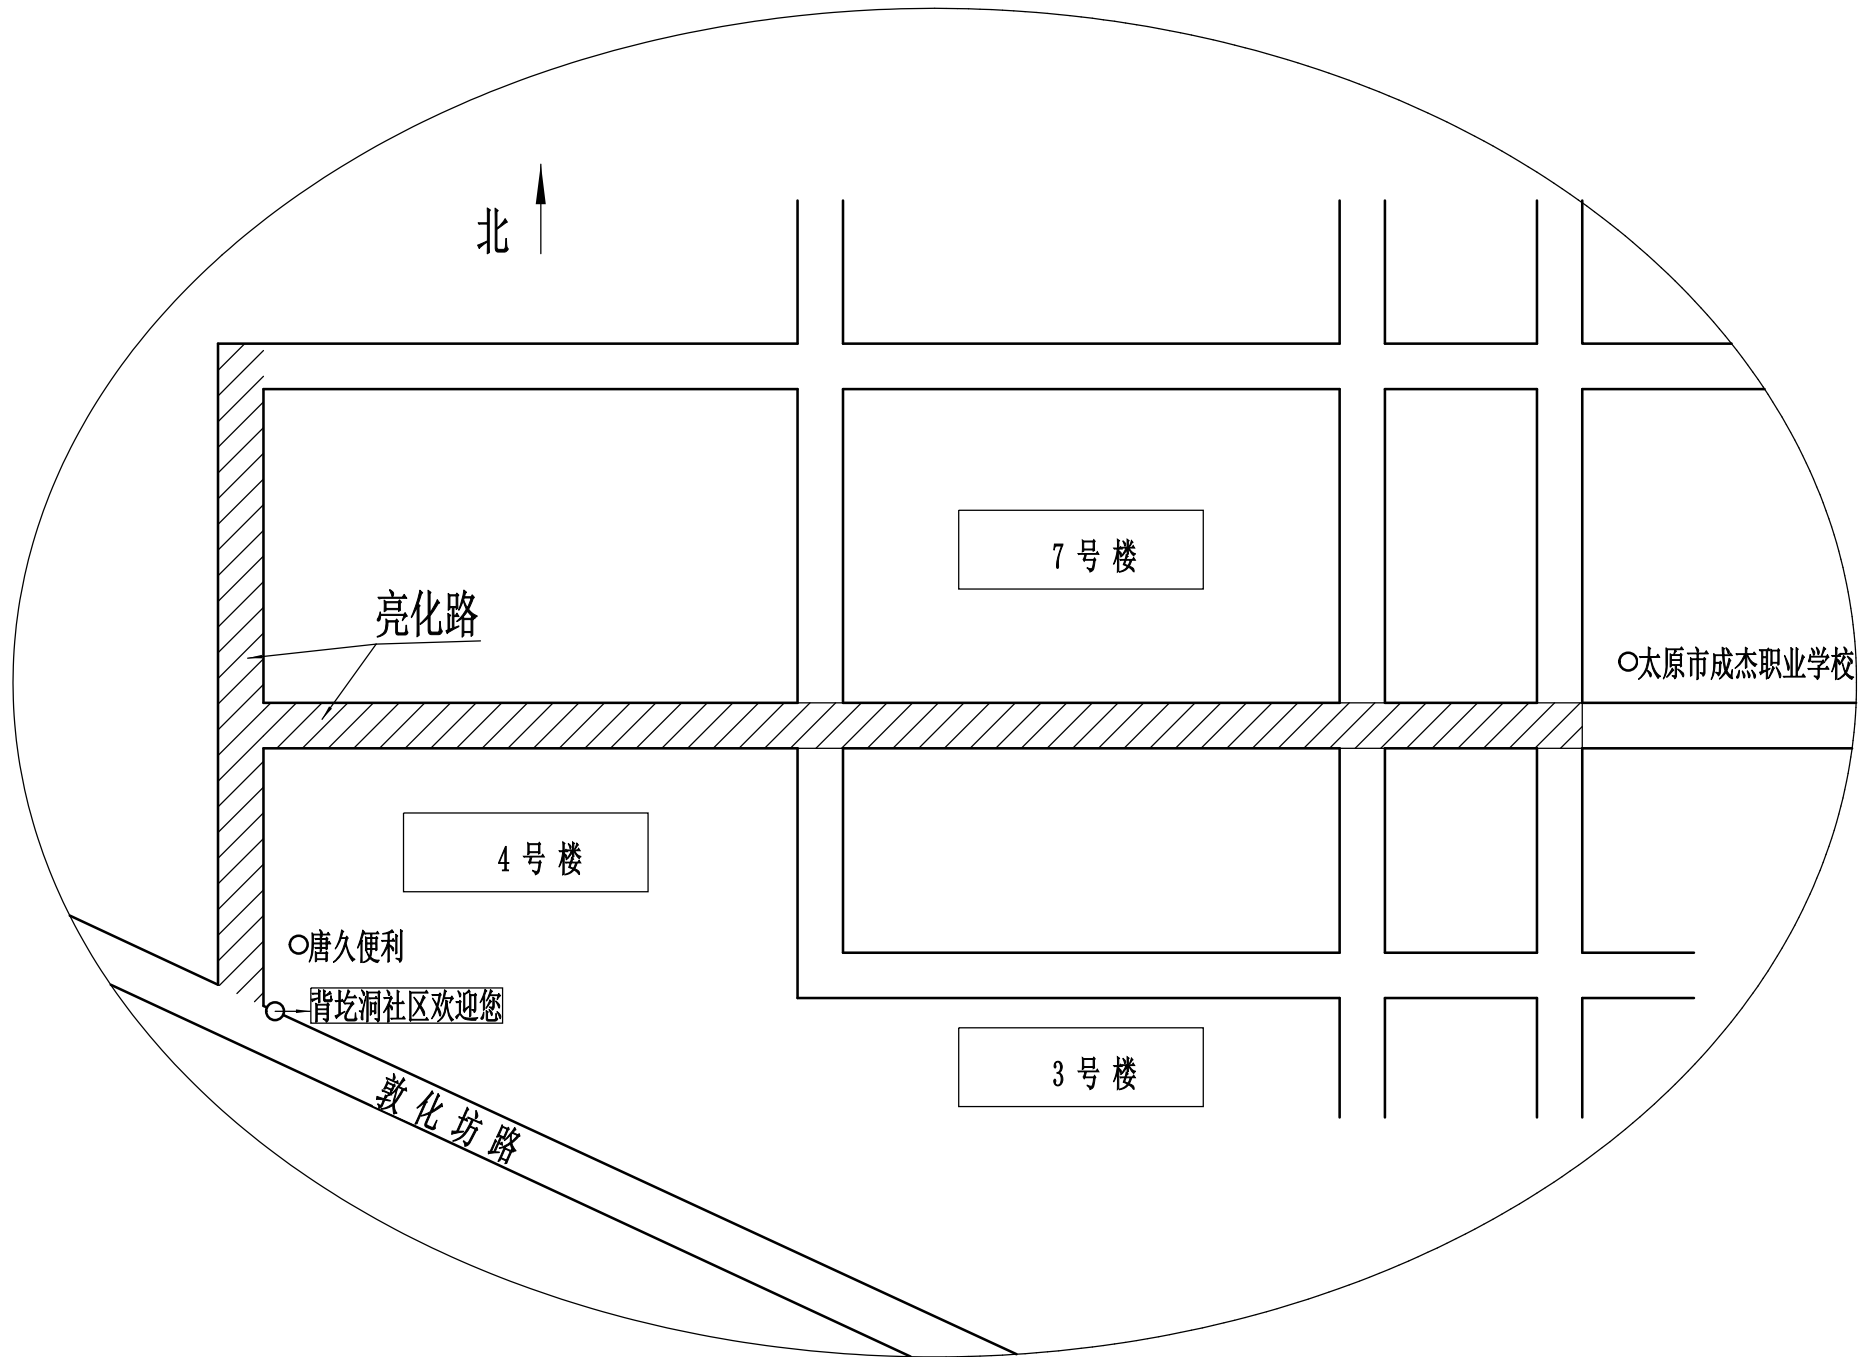 北
7号楼
亮化路
太原市成杰职业学校
4号楼
唐久便利
背圪洞社区欢迎您
3号楼
敦化坊路